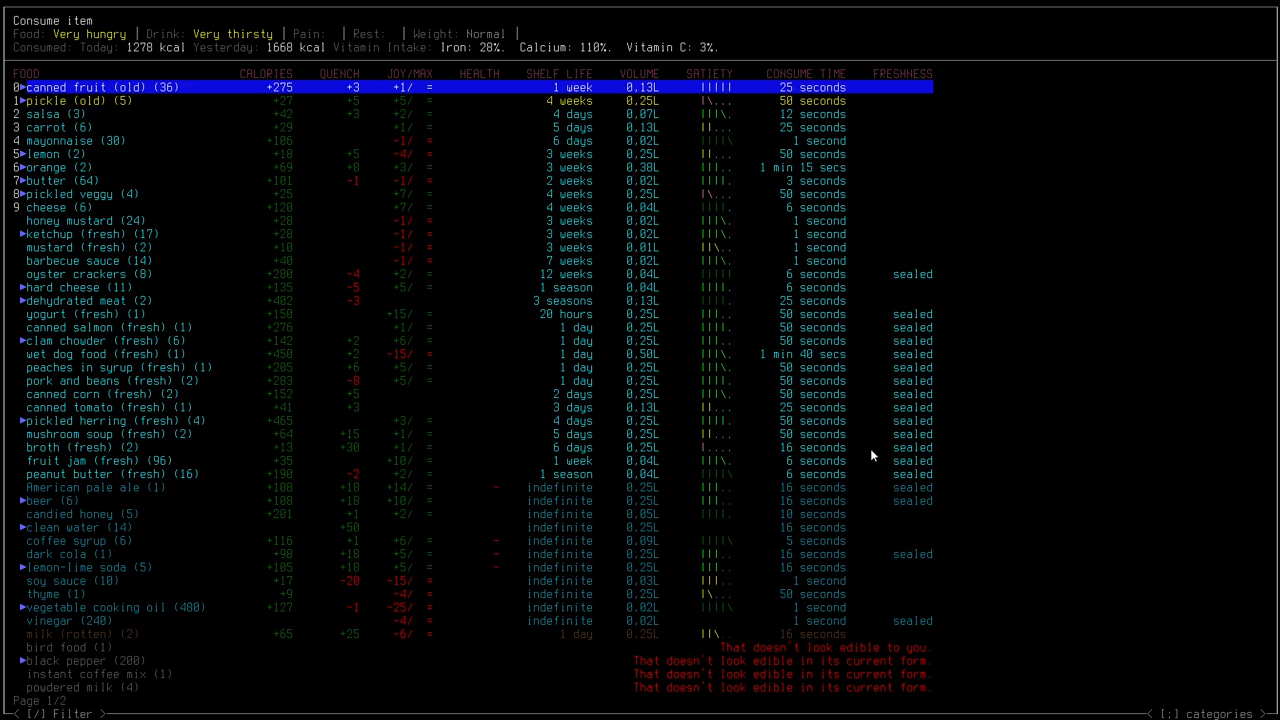 Consume item
Food: Very hungry | Drink: Very thirsty | Pain: | Rest: | Weight: Normal |
Consumed: Today: 1278 kcal Yesterday: 1668 kcal Vitamin Intake: Iron: 28%. Calcium: 110%. Vitamin C: 3%.
FOOD CALORIES QUENCH JOY/MAX HEALTH SHELF LIFE VOLUME SATIETY CONSUME TIME FRESHNESS
0▶canned fruit (old) (36) +275 +3 +1/ = 1 week 0.13L ||||| 25 seconds
1▶pickle (old) (5) +27 +5 +5/ = 4 weeks 0.25L |\... 50 seconds
2 salsa (3) +42 +3 +2/ = 4 days 0.07L |||\. 12 seconds
3 carrot (6) +29 +1/ = 5 days 0.13L ||... 25 seconds
4 mayonnaise (30) +106 -1/ = 6 days 0.02L ||||\ 1 second
5▶lemon (2) +18 +5 -4/ = 3 weeks 0.25L ||... 50 seconds
6▶orange (2) +69 +8 +3/ = 3 weeks 0.38L ||... 1 min 15 secs
7▶butter (64) +101 -1 -1/ = 2 weeks 0.02L ||||. 3 seconds
8▶pickled veggy (4) +25 +7/ = 4 weeks 0.25L |\... 50 seconds
9 cheese (6) +120 +7/ = 4 weeks 0.04L ||||. 6 seconds
honey mustard (24) +28 -1/ = 3 weeks 0.02L |||\. 1 second
▶ketchup (fresh) (17) +28 -1/ = 3 weeks 0.02L |||\. 1 second
mustard (fresh) (2) +10 -1/ = 3 weeks 0.01L ||\.. 1 second
barbecue sauce (14) +40 -1/ = 7 weeks 0.02L |||\. 1 second
oyster crackers (8) +280 -4 +2/ = 12 weeks 0.04L ||||| 6 seconds sealed
▶hard cheese (11) +135 -5 +5/ = 1 season 0.04L ||||. 6 seconds
▶dehydrated meat (2) +402 -3 3 seasons 0.13L ||||| 25 seconds
yogurt (fresh) (1) +150 +15/ = 20 hours 0.25L ||||. 50 seconds sealed
canned salmon (fresh) (1) +276 +1/ = 1 day 0.25L ||||. 50 seconds sealed
▶clam chowder (fresh) (6) +142 +2 +6/ = 1 day 0.25L |||.. 50 seconds sealed
wet dog food (fresh) (1) +450 +2 -15/ = 1 day 0.50L |||\. 1 min 40 secs sealed
peaches in syrup (fresh) (1) +205 +6 +5/ = 1 day 0.25L |||\. 50 seconds sealed
pork and beans (fresh) (2) +283 -8 +5/ = 1 day 0.25L ||||. 50 seconds sealed
canned corn (fresh) (2) +152 +5 2 days 0.25L |||\. 50 seconds sealed
canned tomato (fresh) (1) +41 +3 3 days 0.13L ||... 25 seconds sealed
▶pickled herring (fresh) (4) +465 +3/ = 4 days 0.25L ||||. 50 seconds sealed
mushroom soup (fresh) (2) +64 +15 +1/ = 5 days 0.25L ||... 50 seconds sealed
broth (fresh) (2) +13 +30 +1/ = 6 days 0.25L |.... 16 seconds sealed
fruit jam (fresh) (96) +35 +10/ = 1 week 0.04L |||\. 6 seconds sealed
peanut butter (fresh) (16) +190 -2 +2/ = 1 season 0.04L ||||\ 6 seconds sealed
American pale ale (1) +108 +18 +14/ = - indefinite 0.25L |||.. 16 seconds sealed
▶beer (6) +108 +18 +10/ = indefinite 0.25L |||.. 16 seconds sealed
candied honey (5) +201 +1 +2/ = indefinite 0.05L ||||. 10 seconds
▶clean water (14) +50 indefinite 0.25L 16 seconds
coffee syrup (6) +116 +1 +6/ = - indefinite 0.09L ||||\ 5 seconds
dark cola (1) +98 +18 +5/ = - indefinite 0.25L |||.. 16 seconds sealed
▶lemon-lime soda (5) +105 +18 +5/ = - indefinite 0.25L |||.. 16 seconds
soy sauce (10) +17 -20 -15/ = indefinite 0.03L |||.. 1 second
thyme (1) +9 -4/ = indefinite 0.25L |\... 50 seconds
▶vegetable cooking oil (480) +127 -1 -25/ = indefinite 0.02L ||||\ 1 second
vinegar (240) -4/ = indefinite 0.02L 1 second sealed
milk (rotten) (2) +65 +25 -6/ = 1 day 0.25L ||\.. 16 seconds
bird food (1) That doesn't look edible to you.
▶black pepper (200) That doesn't look edible in its current form.
instant coffee mix (1) That doesn't look edible in its current form.
powdered milk (4) That doesn't look edible in its current form.
Page 1/2
< [/] Filter > < [;] categories >